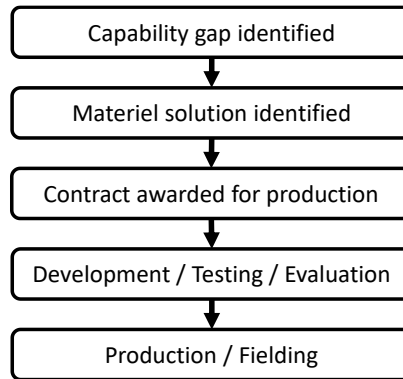 Capability gap identified
Materiel solution identified
Contract awarded for production
Development / Testing / Evaluation
Production / Fielding